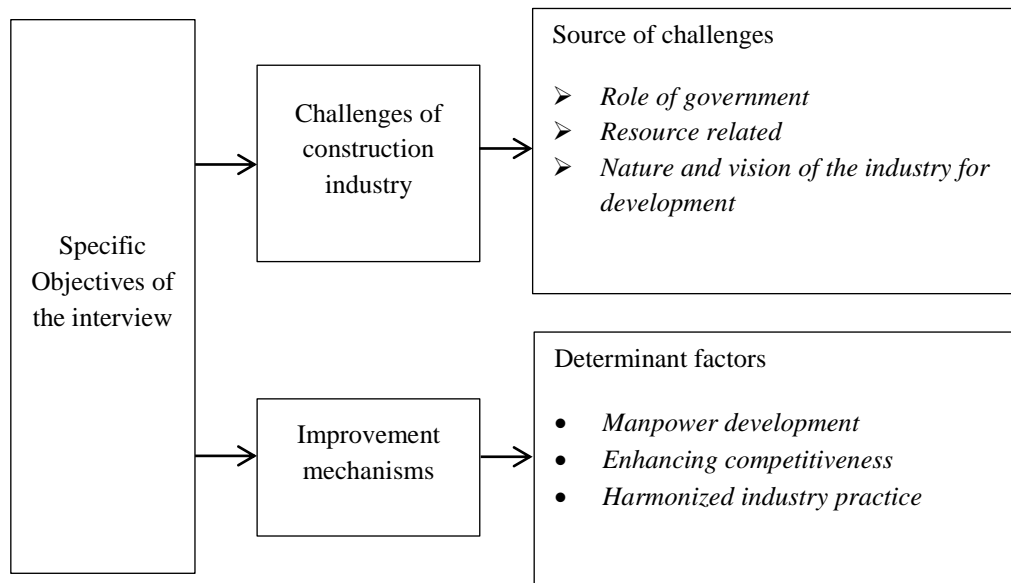 Specific
Objectives of
the interview
Challenges of
construction
industry
Source of challenges
➢ Role of government
➢ Resource related
➢ Nature and vision of the industry for
development
Improvement
mechanisms
Determinant factors
• Manpower development
• Enhancing competitiveness
• Harmonized industry practice